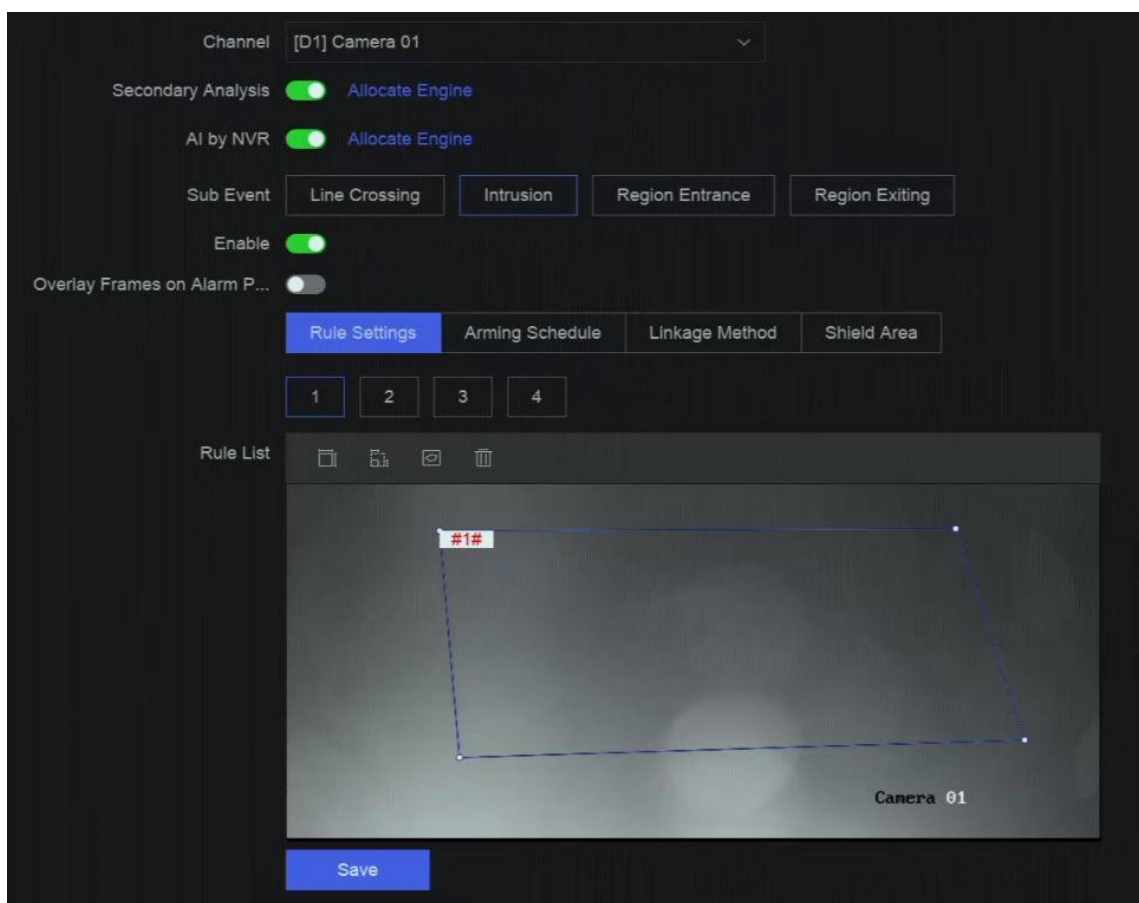 Channel [D1] Camera 01
Secondary Analysis Allocate Engine
AI by NVR Allocate Engine
Sub Event Line Crossing Intrusion Region Entrance Region Exiting
Enable
Overlay Frames on Alarm P...
Rule Settings Arming Schedule Linkage Method Shield Area
1 2 3 4
Rule List
#1#
Camera 01
Save